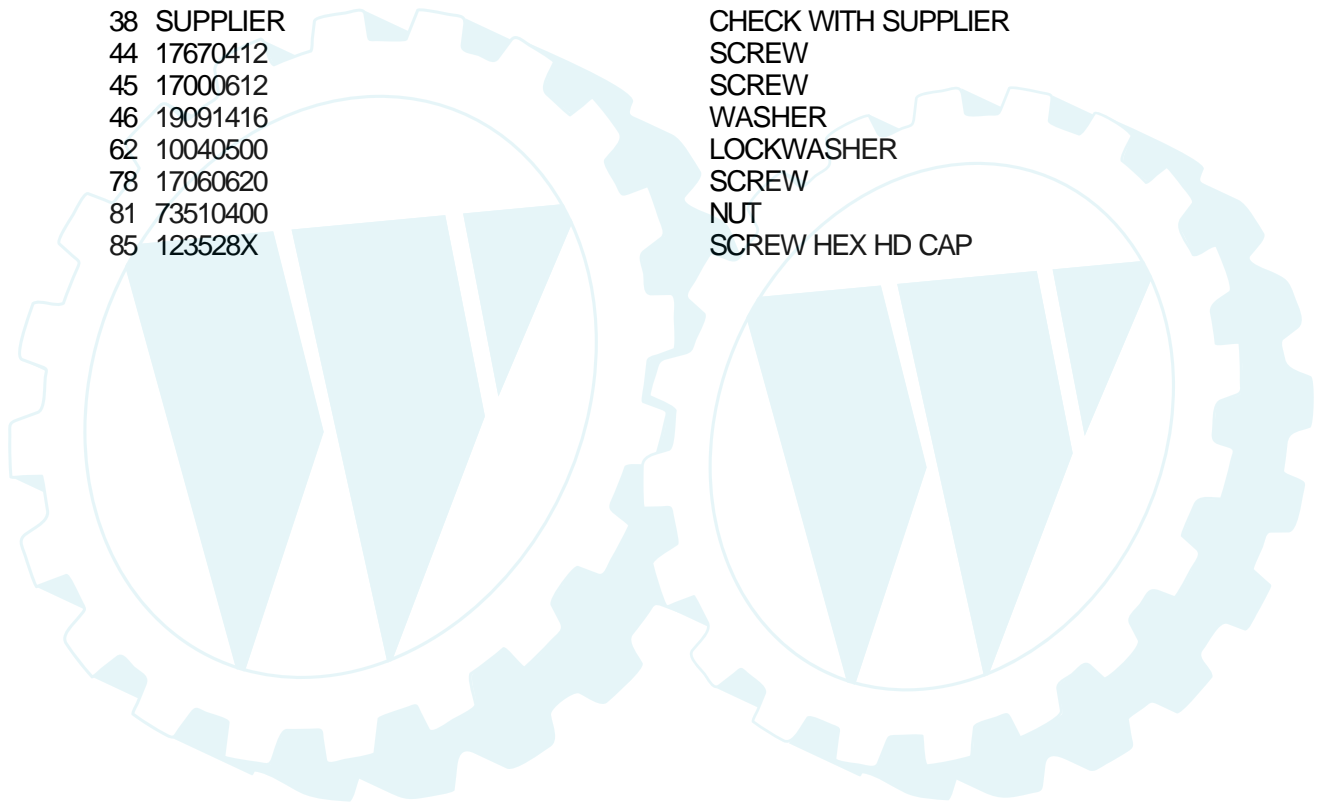 38 SUPPLIER CHECK WITH SUPPLIER
44 17670412 SCREW
45 17000612 SCREW
46 19091416 WASHER
62 10040500 LOCKWASHER
78 17060620 SCREW
81 73510400 NUT
85 123528X SCREW HEX HD CAP